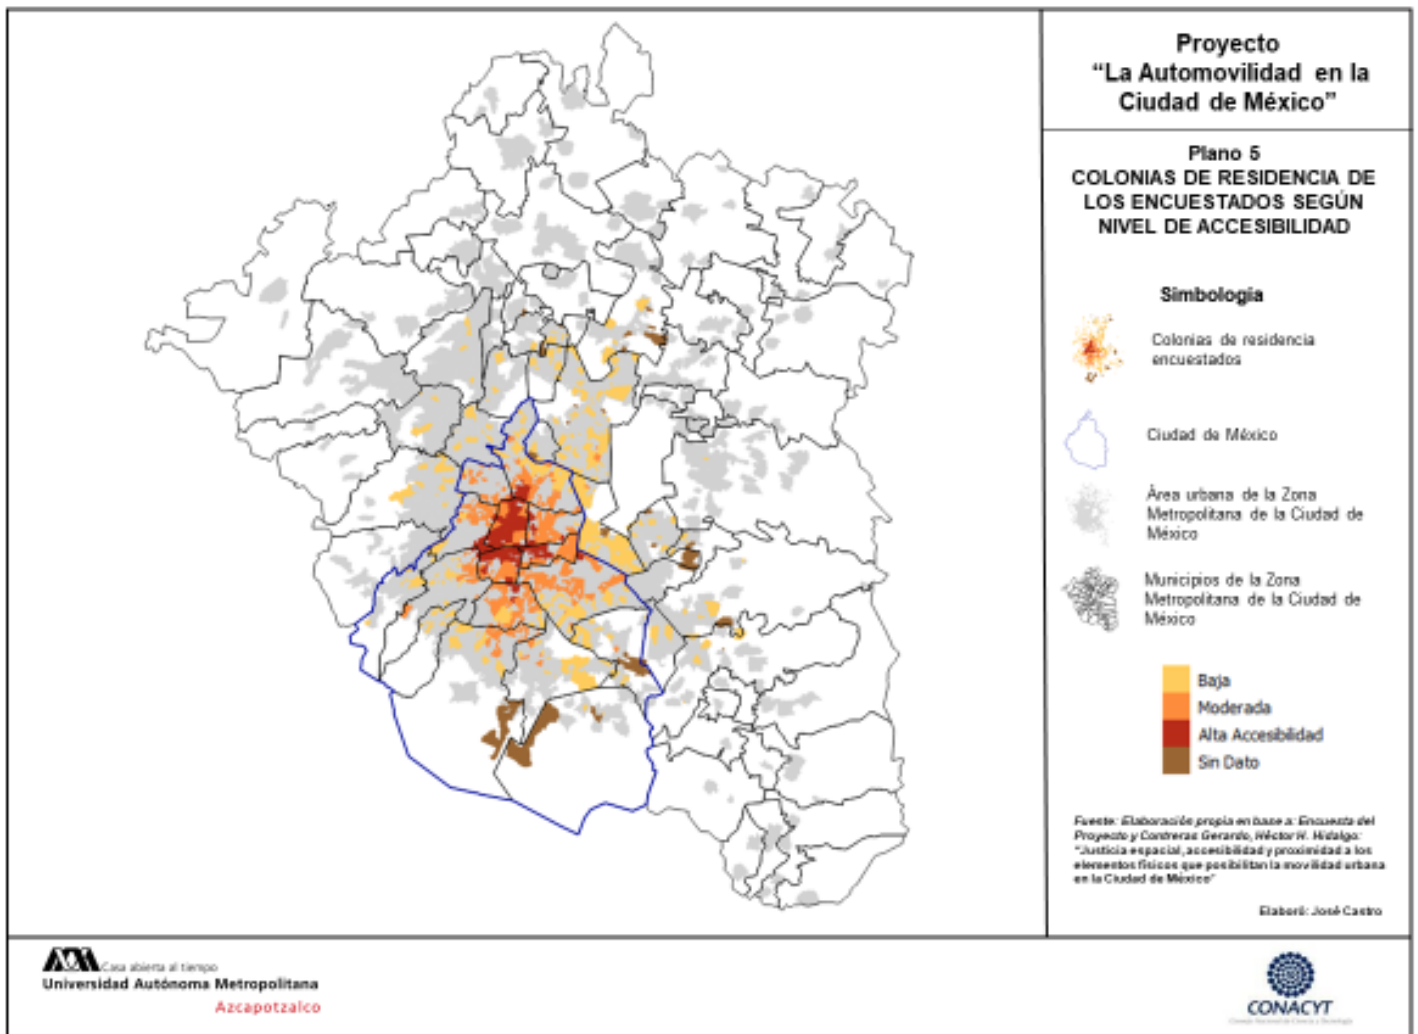 Proyecto
“La Automovilidad en la
Ciudad de México”
Plano 5
COLONIAS DE RESIDENCIA DE
LOS ENCUESTADOS SEGÚN
NIVEL DE ACCESIBILIDAD
Simbología
Colonias de residencia
encuestados
Ciudad de México
Área urbana de la Zona
Metropolitana de la Ciudad de
México
Municipios de la Zona
Metropolitana de la Ciudad de
México
Baja
Moderada
Alta Accesibilidad
Sin Dato
Fuente: Elaboración propia en base a: Encuesta del
Proyecto y Contreras Gerardo, Héctor H. Hidalgo:
“Justicia espacial, accesibilidad y proximidad a los
elementos físicos que posibilitan la movilidad urbana
en la Ciudad de México”
Elaboró: José Castro
Casa abierta al tiempo
Universidad Autónoma Metropolitana
Azcapotzalco
CONACYT
Consejo Nacional de Ciencia y Tecnología